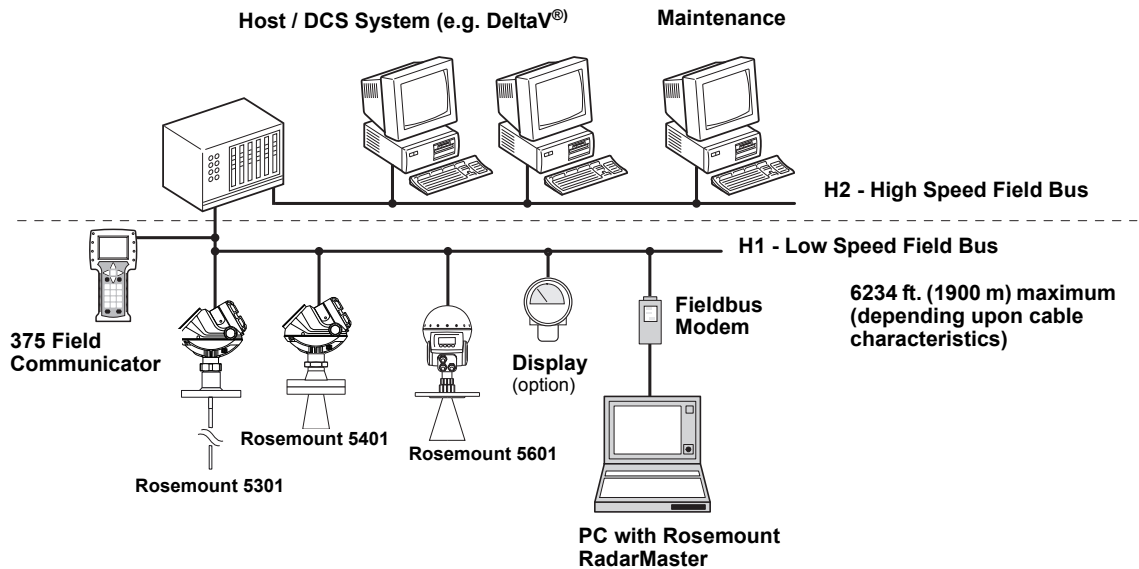 Host / DCS System (e.g. DeltaV®)
Maintenance
H2 - High Speed Field Bus
H1 - Low Speed Field Bus
6234 ft. (1900 m) maximum
(depending upon cable
characteristics)
375 Field
Communicator
Fieldbus
Modem
Display
(option)
Rosemount 5401
Rosemount 5601
Rosemount 5301
PC with Rosemount
RadarMaster